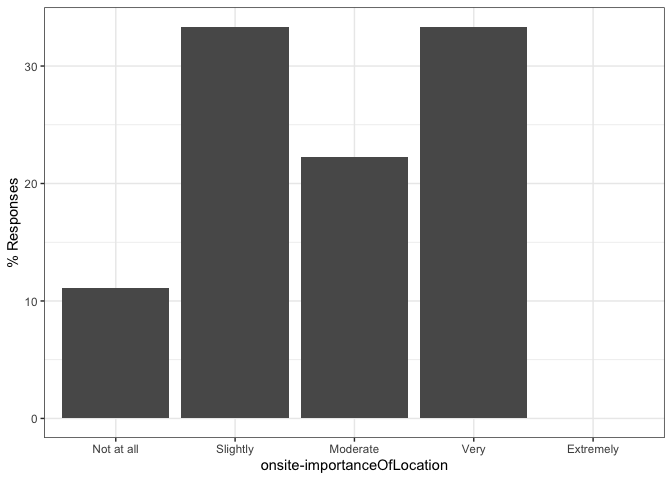 30
20
10
0
% Responses
Not at all
Slightly
Moderate
Very
Extremely
onsite-importanceOfLocation